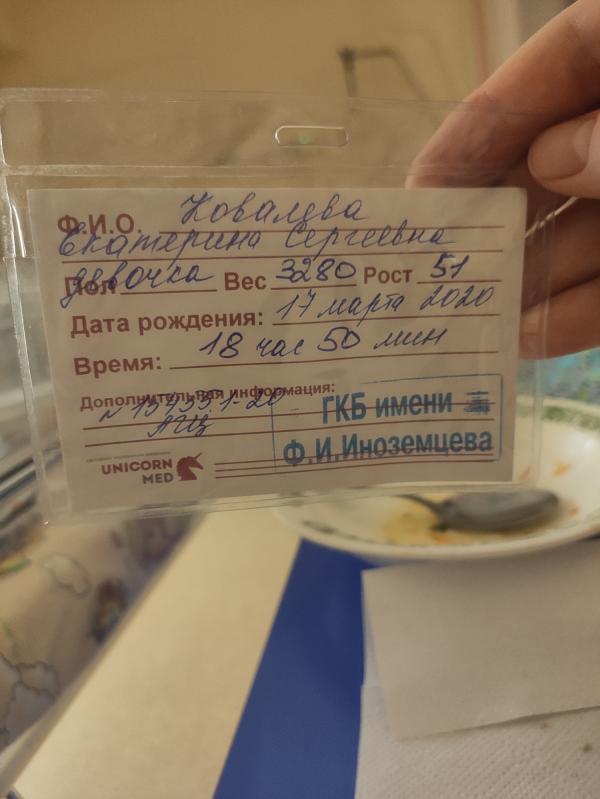 Ф.И.О. Ковалева
Екатерина Сергеевна
Пол девочка Вес 3280 Рост 51
Дата рождения: 17 марта 2020
Время: 18 час 50 мин
Дополнительная информация:
АГЦ
ГКБ имени
Ф.И.Иноземцева
UNICORN
MED